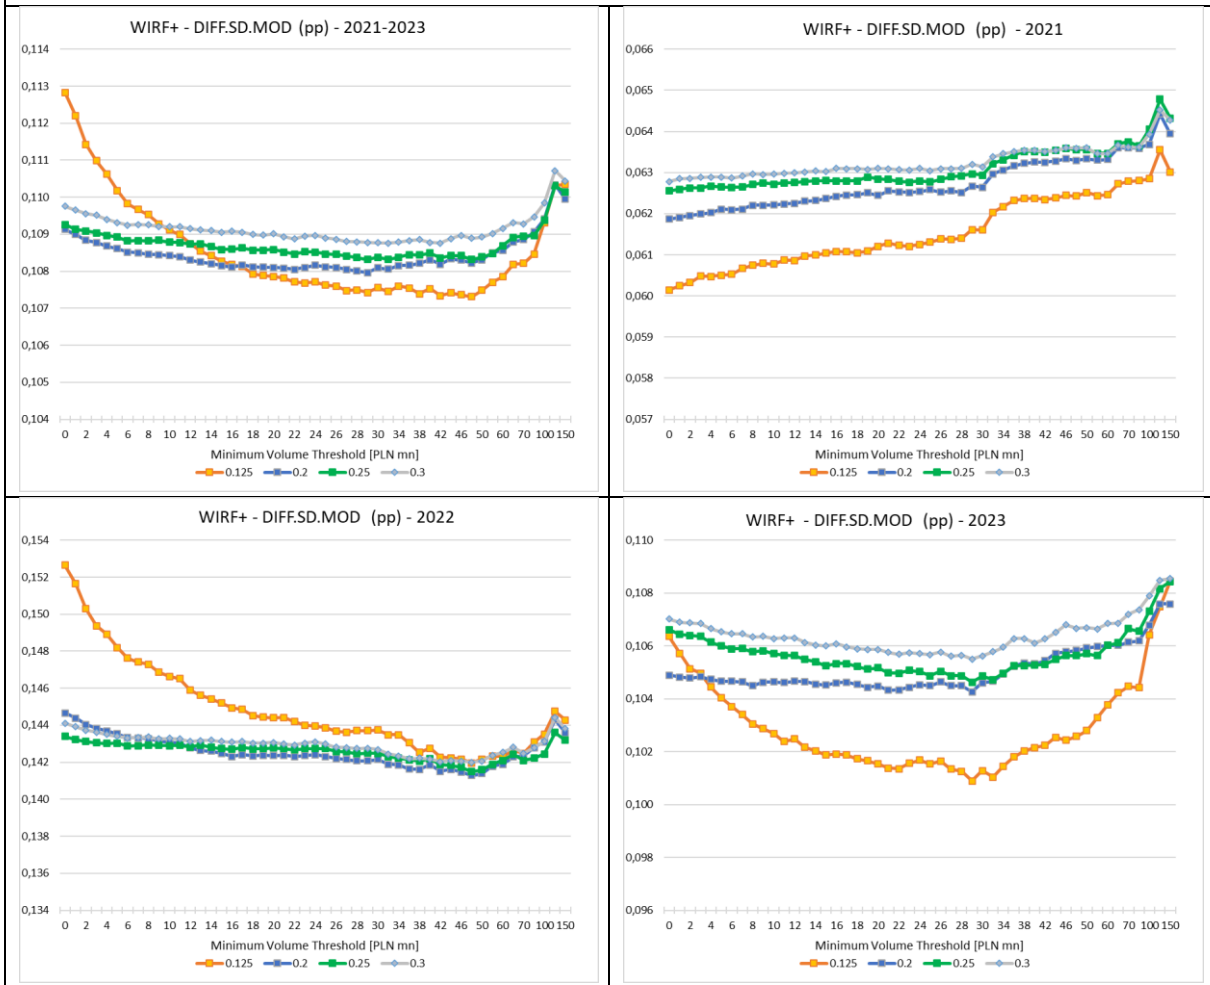 WIRF+ - DIFF.SD.MOD (pp) - 2021-2023
0,114
0,113
0,112
0,111
0,110
0,109
0,108
0,107
0,106
0,105
0,104
0 2 4 6 8 10 12 14 16 18 20 22 24 26 28 30 34 38 42 46 50 60 70 100 150
Minimum Volume Threshold [PLN mn]
0.125 0.2 0.25 0.3
WIRF+ - DIFF.SD.MOD (pp) - 2021
0,066
0,065
0,064
0,063
0,062
0,061
0,060
0,059
0,058
0,057
0 2 4 6 8 10 12 14 16 18 20 22 24 26 28 30 34 38 42 46 50 60 70 100 150
Minimum Volume Threshold [PLN mn]
0.125 0.2 0.25 0.3
WIRF+ - DIFF.SD.MOD (pp) - 2022
0,154
0,152
0,150
0,148
0,146
0,144
0,142
0,140
0,138
0,136
0,134
0 2 4 6 8 10 12 14 16 18 20 22 24 26 28 30 34 38 42 46 50 60 70 100 150
Minimum Volume Threshold [PLN mn]
0.125 0.2 0.25 0.3
WIRF+ - DIFF.SD.MOD (pp) - 2023
0,110
0,108
0,106
0,104
0,102
0,100
0,098
0,096
0 2 4 6 8 10 12 14 16 18 20 22 24 26 28 30 34 38 42 46 50 60 70 100 150
Minimum Volume Threshold [PLN mn]
0.125 0.2 0.25 0.3